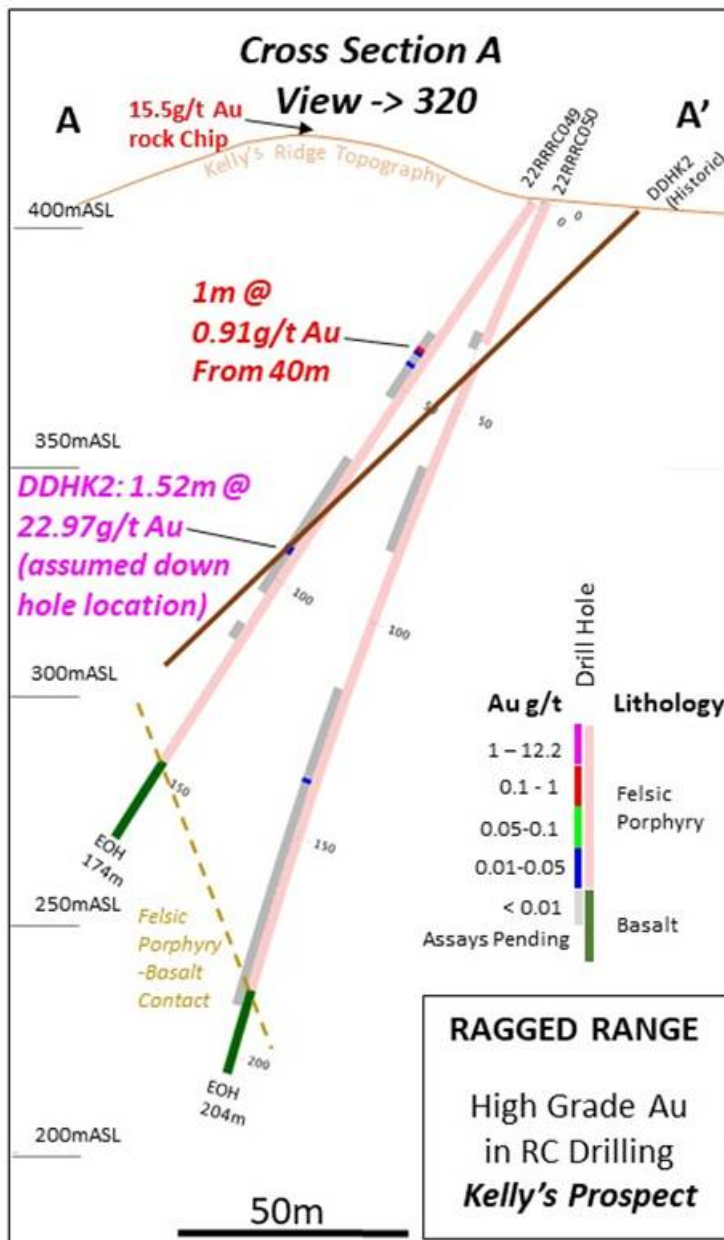 Cross Section A
View -> 320
A
15.5g/t Au
rock Chip
A'
Kelly's Ridge Topography
22RRRC049
22RRRC050
DDHK2
(Historic)
400mASL
0
0
1m @
0.91g/t Au
From 40m
50
50
350mASL
DDHK2: 1.52m @
22.97g/t Au
(assumed down
hole location)
100
100
300mASL
150
150
EOH
174m
250mASL
Felsic
Porphyry
-Basalt
Contact
200
EOH
204m
200mASL
50m
Drill Hole
Au g/t
Lithology
1 – 12.2
0.1 - 1
0.05-0.1
0.01-0.05
< 0.01
Assays Pending
Felsic
Porphyry
Basalt
RAGGED RANGE
High Grade Au
in RC Drilling
Kelly's Prospect